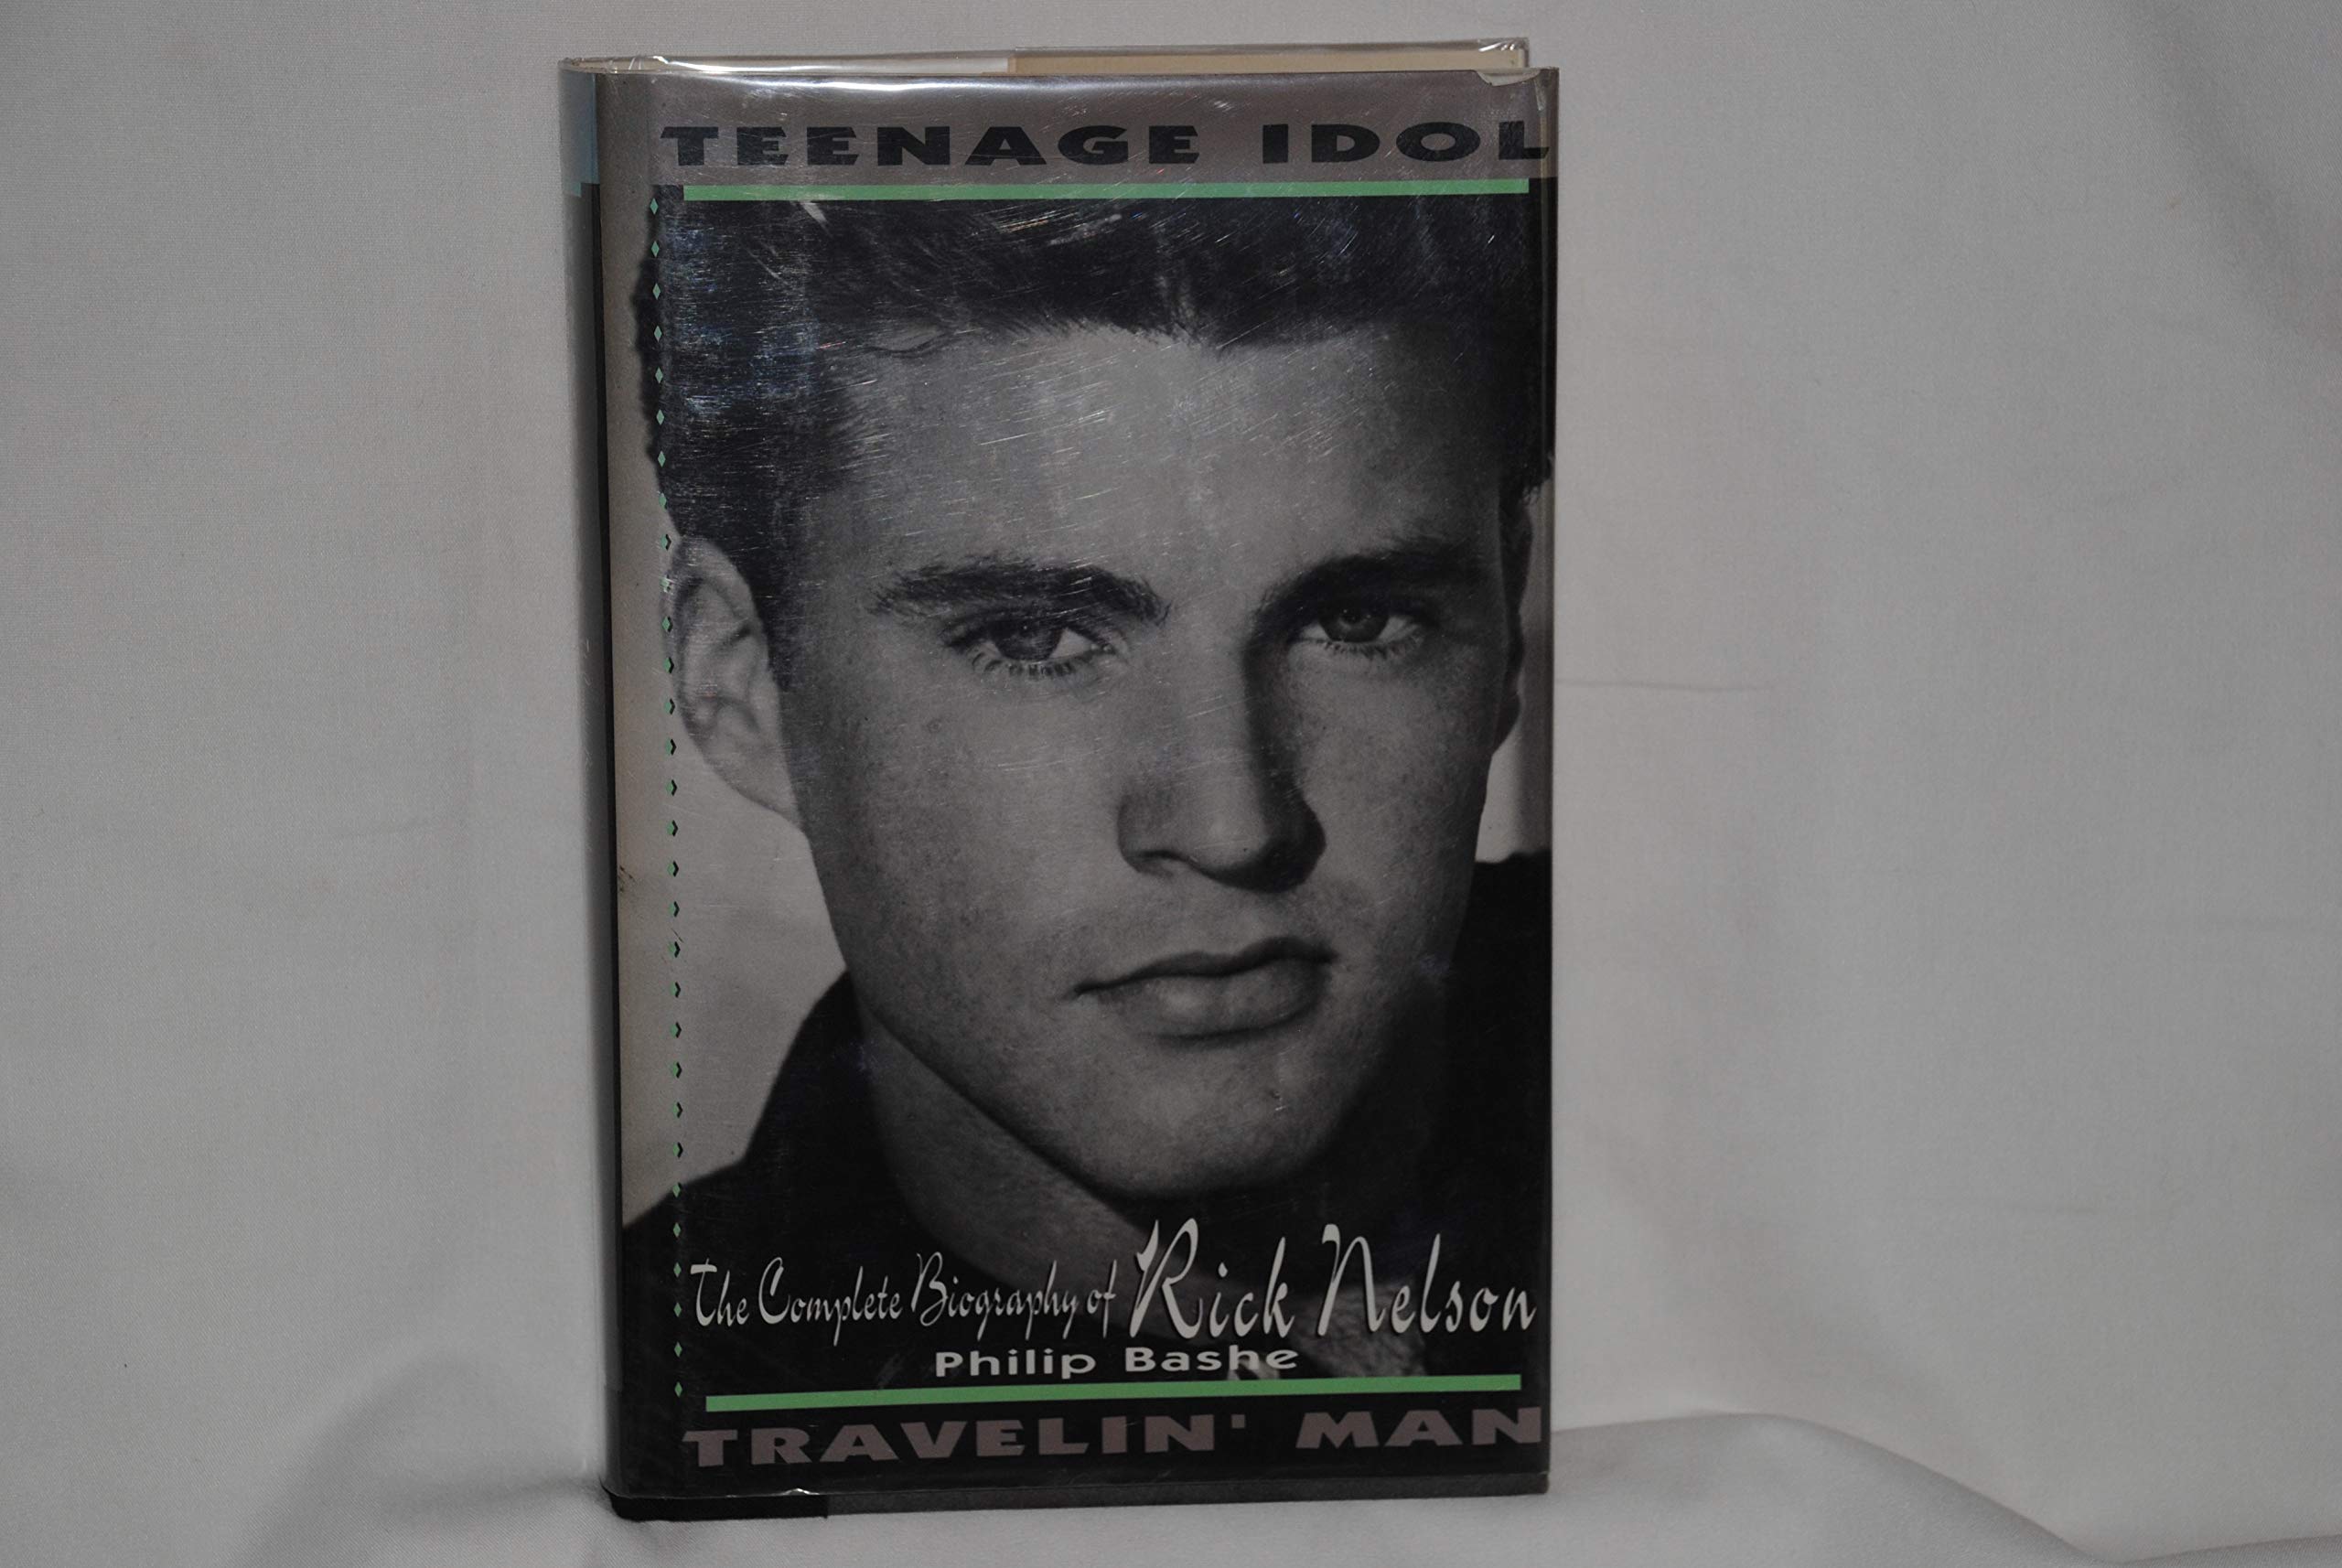 TEENAGE IDOL
The Complete Biography of Rick Nelson
Philip Bashe
TRAVELIN' MAN